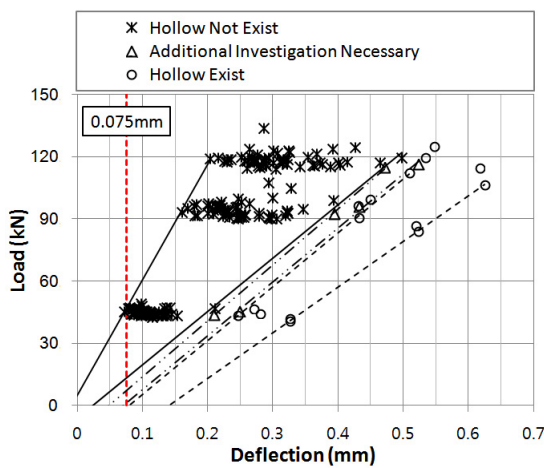 Hollow Not Exist
Additional Investigation Necessary
Hollow Exist
150
120
90
60
30
0
0.075mm
Load (kN)
0 0.1 0.2 0.3 0.4 0.5 0.6 0.7
Deflection (mm)